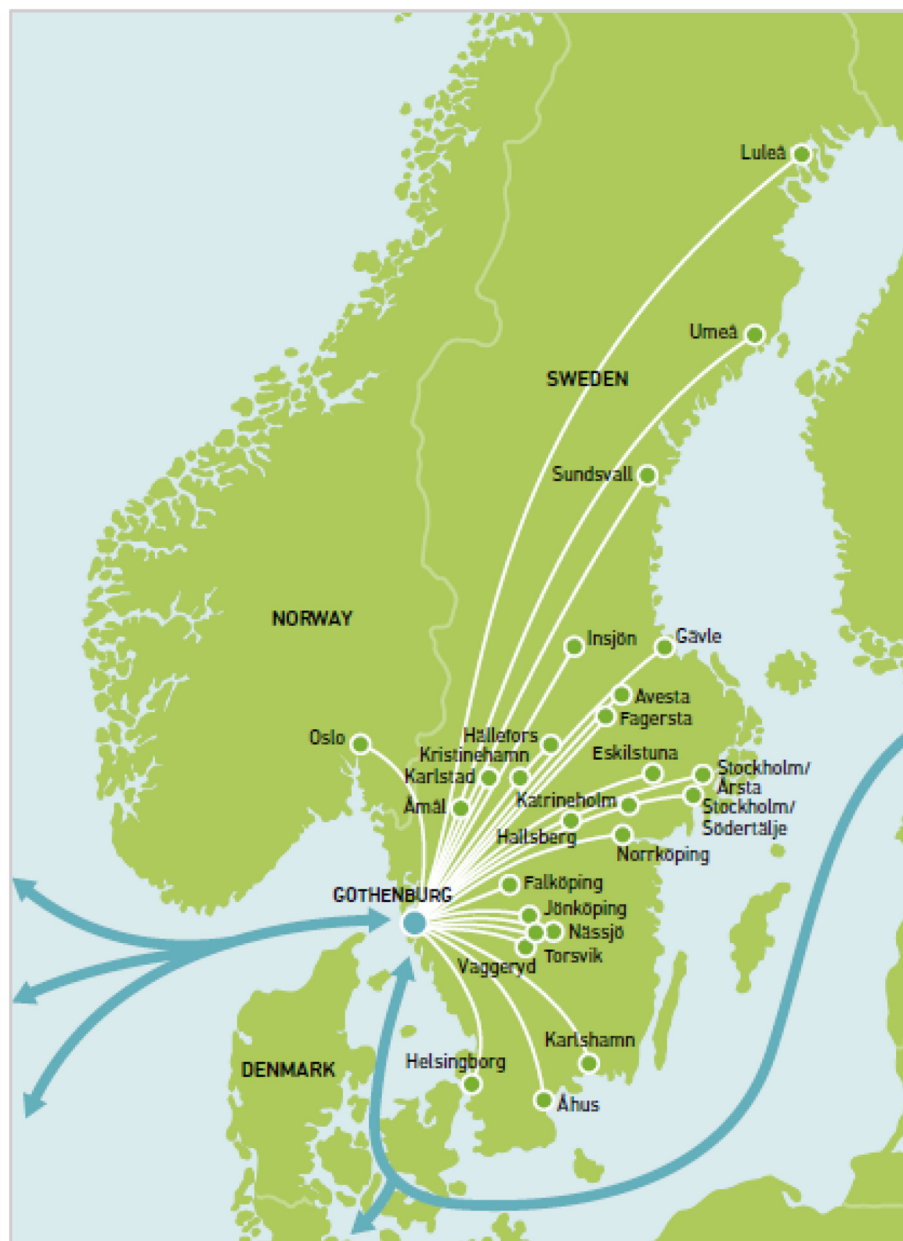 Luleå
Umeå
SWEDEN
Sundsvall
NORWAY
Insjön
Gävle
Avesta
Fagersta
Oslo
Hällefors
Kristinehamn
Eskilstuna
Karlstad
Stockholm/
Årsta
Åmål
Katrineholm
Stockholm/
Södertälje
Hallsberg
Norrköping
GOTHENBURG
Falköping
Jönköping
Nässjö
Torsvik
Vaggeryd
Karlshamn
Helsingborg
DENMARK
Åhus